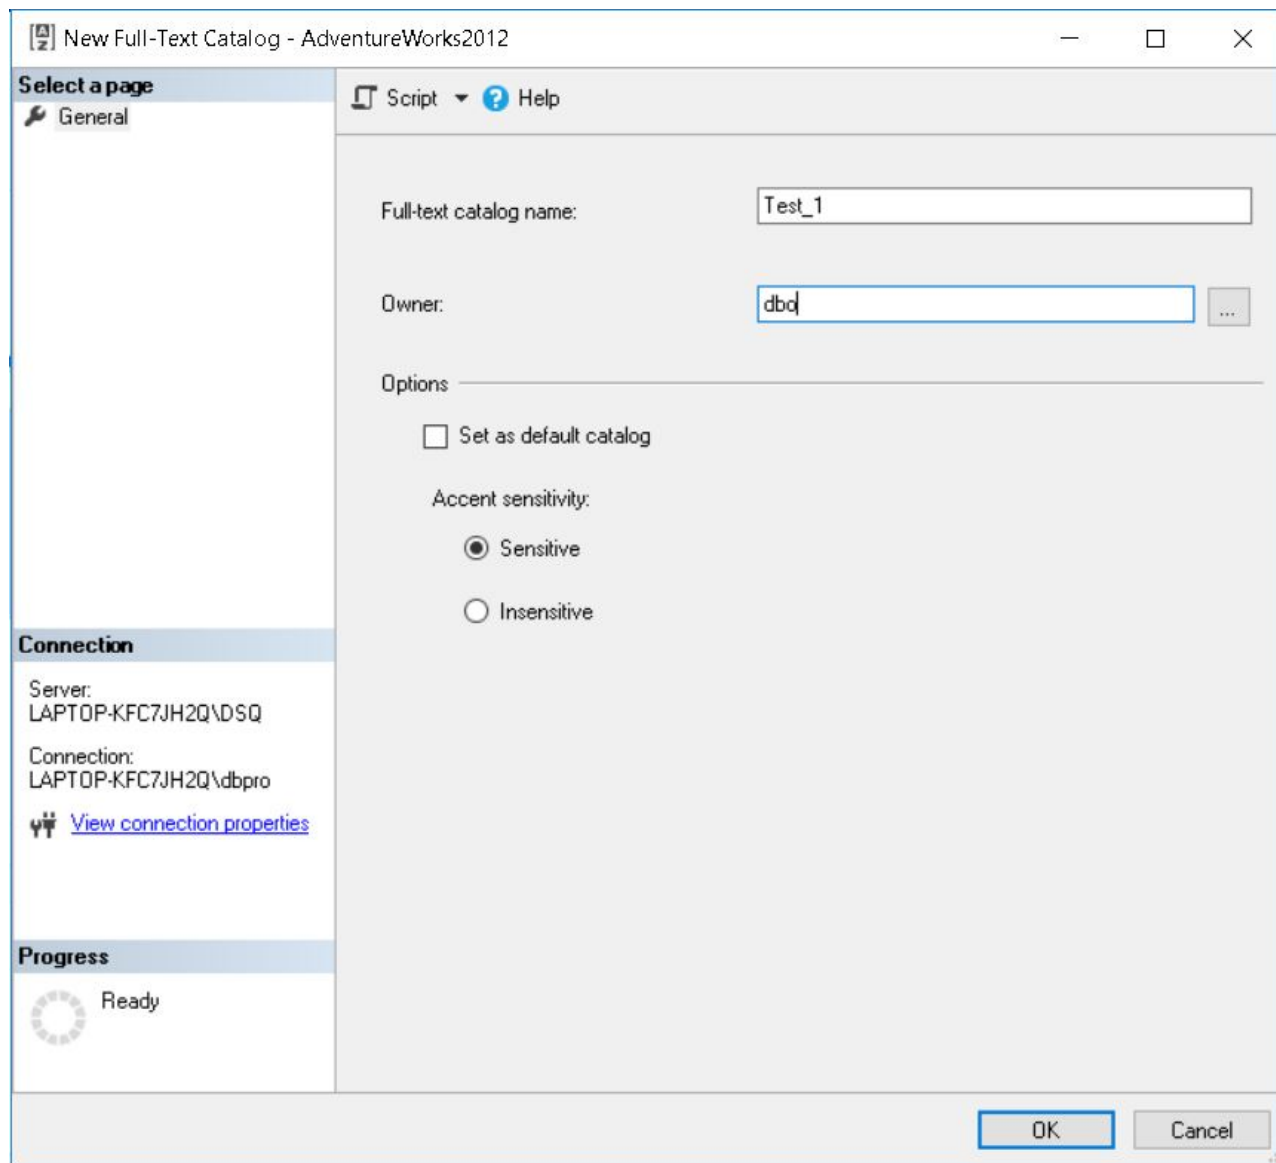 New Full-Text Catalog - AdventureWorks2012
Select a page
General
Script
Help
Full-text catalog name:
Test_1
Owner:
dbo
...
Options
Set as default catalog
Accent sensitivity:
Sensitive
Insensitive
Connection
Server:
LAPTOP-KFC7JH2Q\DSQ
Connection:
LAPTOP-KFC7JH2Q\dbpro
View connection properties
Progress
Ready
OK
Cancel